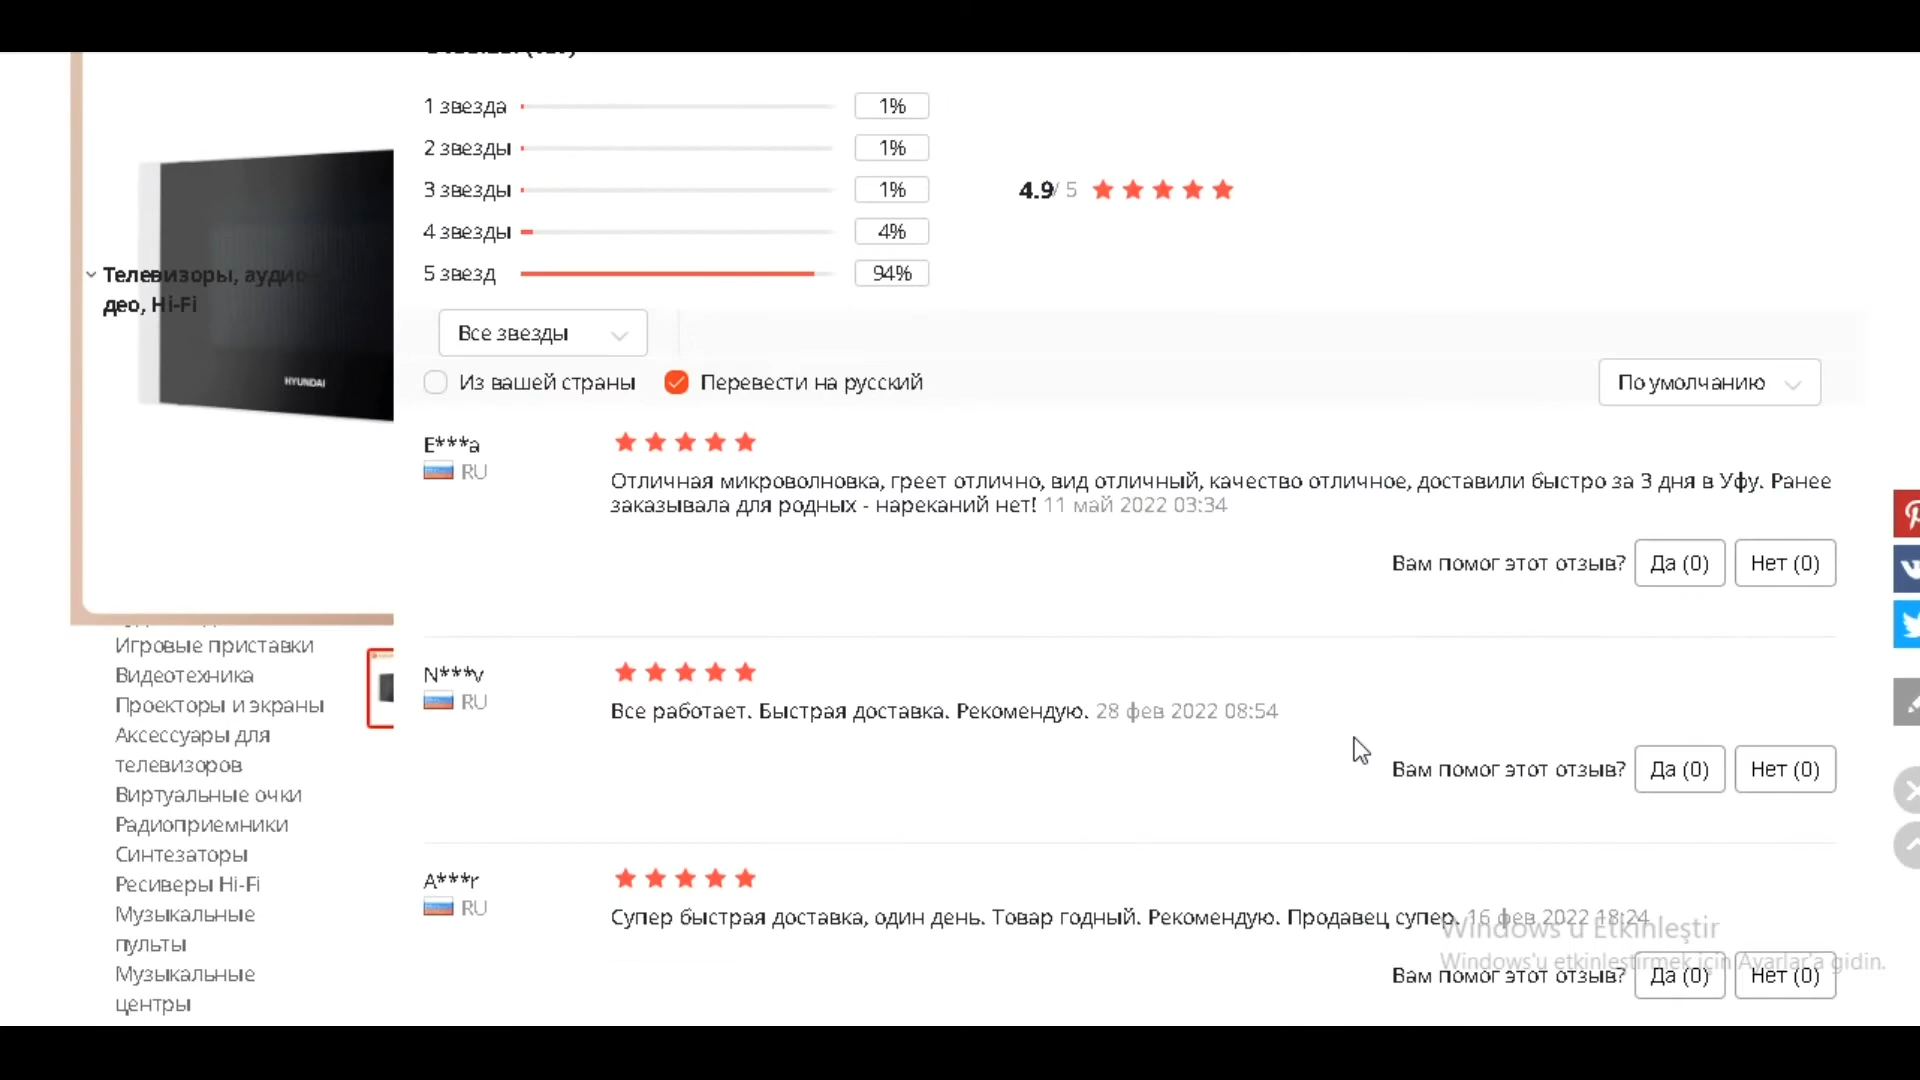 1 звезда
1%
2 звезды
1%
3 звезды
1%
4.9/ 5
4 звезды
4%
5 звезд
94%
Телевизоры, аудио-
део, Hi-Fi
HYUNDAI
Все звезды
Из вашей страны
Перевести на русский
По умолчанию
E***a
RU
Отличная микроволновка, греет отлично, вид отличный, качество отличное, доставили быстро за 3 дня в Уфу. Ранее
заказывала для родных - нареканий нет! 11 май 2022 03:34
Вам помог этот отзыв?
Да (0)
Нет (0)
N***v
RU
Все работает. Быстрая доставка. Рекомендую. 28 фев 2022 08:54
Вам помог этот отзыв?
Да (0)
Нет (0)
A***r
RU
Супер быстрая доставка, один день. Товар годный. Рекомендую. Продавец супер. 16 фев 2022 18:24
Вам помог этот отзыв?
Да (0)
Нет (0)
Игровые приставки
Видеотехника
Проекторы и экраны
Аксессуары для
телевизоров
Виртуальные очки
Радиоприемники
Синтезаторы
Ресиверы Hi-Fi
Музыкальные
пульты
Музыкальные
центры
Windows'u Etkinleştir
Windows'u etkinleştirmek için Ayarlar'a gidin.